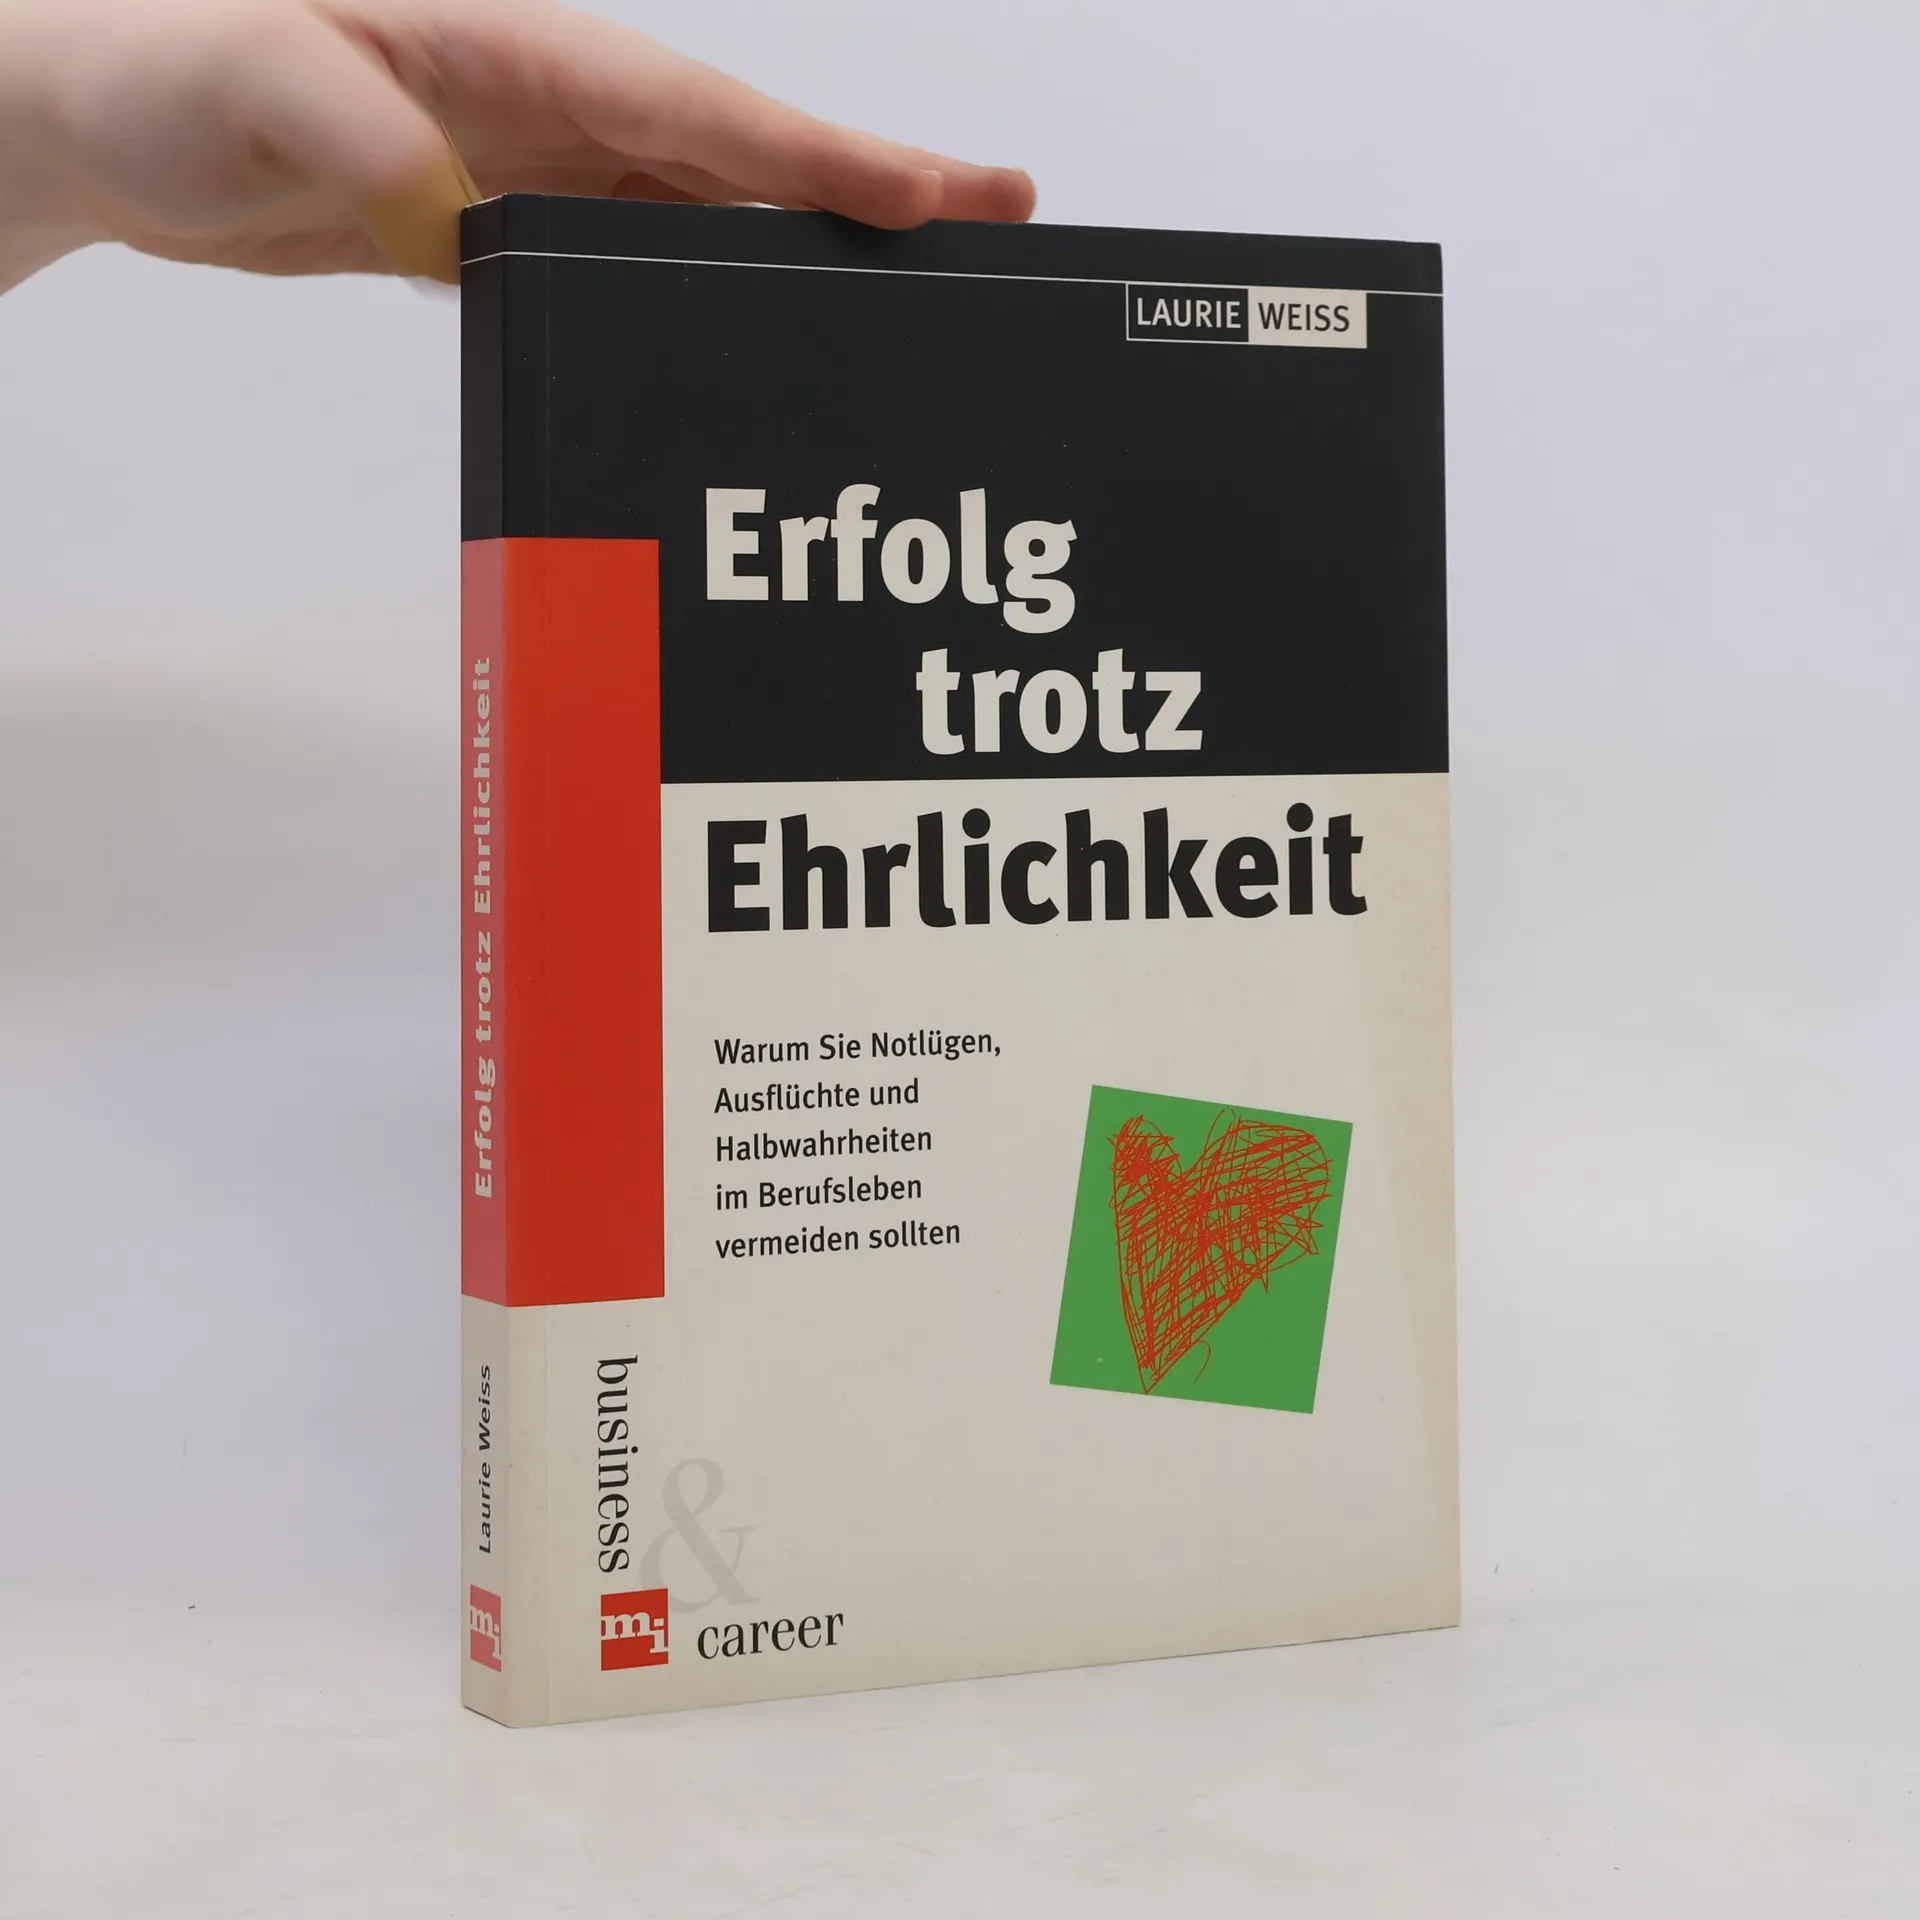 LAURIE WEISS
Erfolg
trotz
Ehrlichkeit
Warum Sie Notlügen,
Ausflüchte und
Halbwahrheiten
im Berufsleben
vermeiden sollten
business
&
mi
career
Erfolg trotz Ehrlichkeit
Laurie Weiss
mi